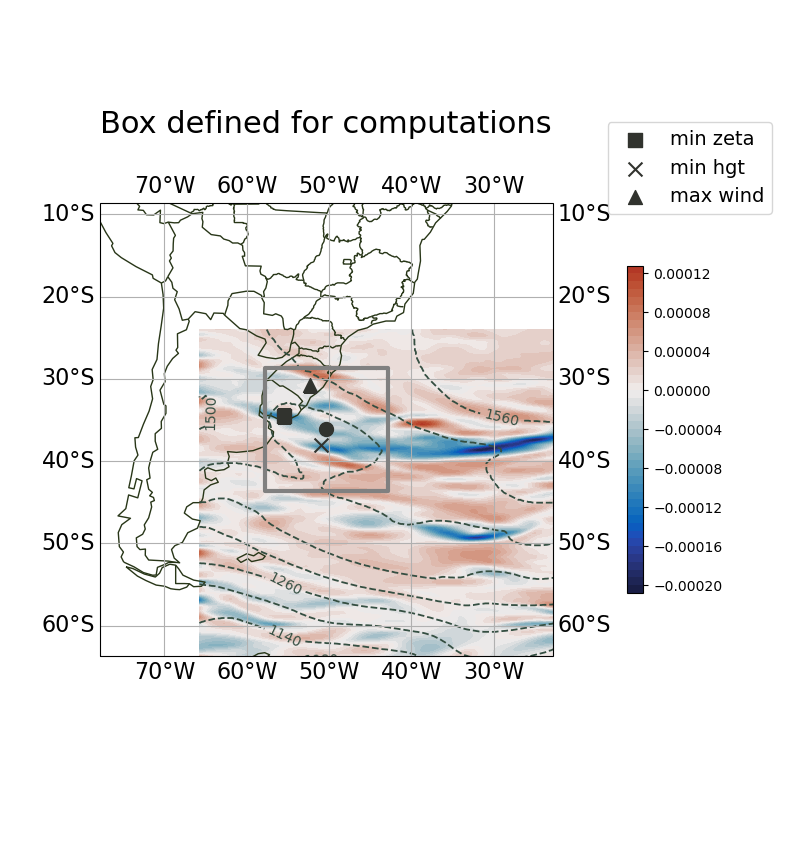 Box defined for computations
min zeta
min hgt
max wind
70°W 60°W 50°W 40°W 30°W
10°S 10°S
20°S 20°S
30°S 30°S
40°S 40°S
50°S 50°S
60°S 60°S
70°W 60°W 50°W 40°W 30°W
1500
1560
1260
1140
0.00012
0.00008
0.00004
0.00000
−0.00004
−0.00008
−0.00012
−0.00016
−0.00020